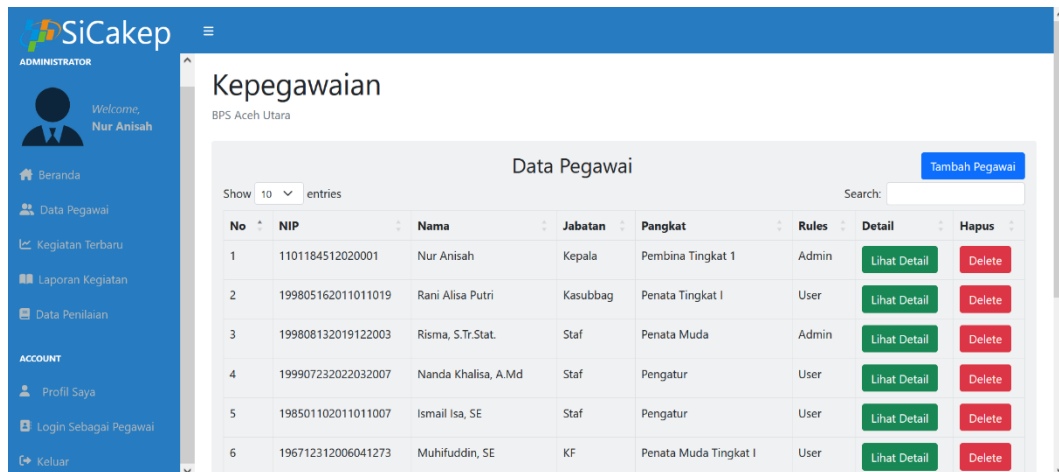 SiCakep
ADMINISTRATOR
Welcome,
Nur Anisah
Beranda
Data Pegawai
Kegiatan Terbaru
Laporan Kegiatan
Data Penilaian
ACCOUNT
Profil Saya
Login Sebagai Pegawai
Keluar
Kepegawaian
BPS Aceh Utara
Data Pegawai
Tambah Pegawai
Show 10 entries
Search:
No NIP Nama Jabatan Pangkat Rules Detail Hapus
1 1101184512020001 Nur Anisah Kepala Pembina Tingkat 1 Admin Lihat Detail Delete
2 199805162011011019 Rani Alisa Putri Kasubbag Penata Tingkat I User Lihat Detail Delete
3 199808132019122003 Risma, S.Tr.Stat. Staf Penata Muda Admin Lihat Detail Delete
4 199907232022032007 Nanda Khalisa, A.Md Staf Pengatur User Lihat Detail Delete
5 198501102011011007 Ismail Isa, SE Staf Pengatur User Lihat Detail Delete
6 196712312006041273 Muhifuddin, SE KF Penata Muda Tingkat I User Lihat Detail Delete